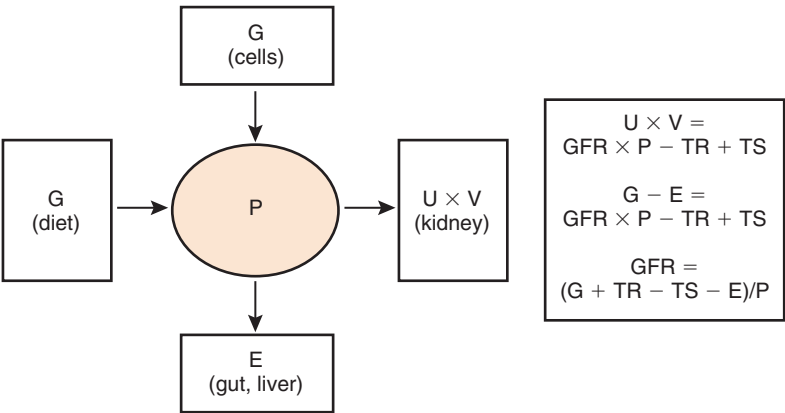 G
(cells)
G
(diet)
P
U × V
(kidney)
E
(gut, liver)
U × V =
GFR × P − TR + TS
G − E =
GFR × P − TR + TS
GFR =
(G + TR − TS − E)/P